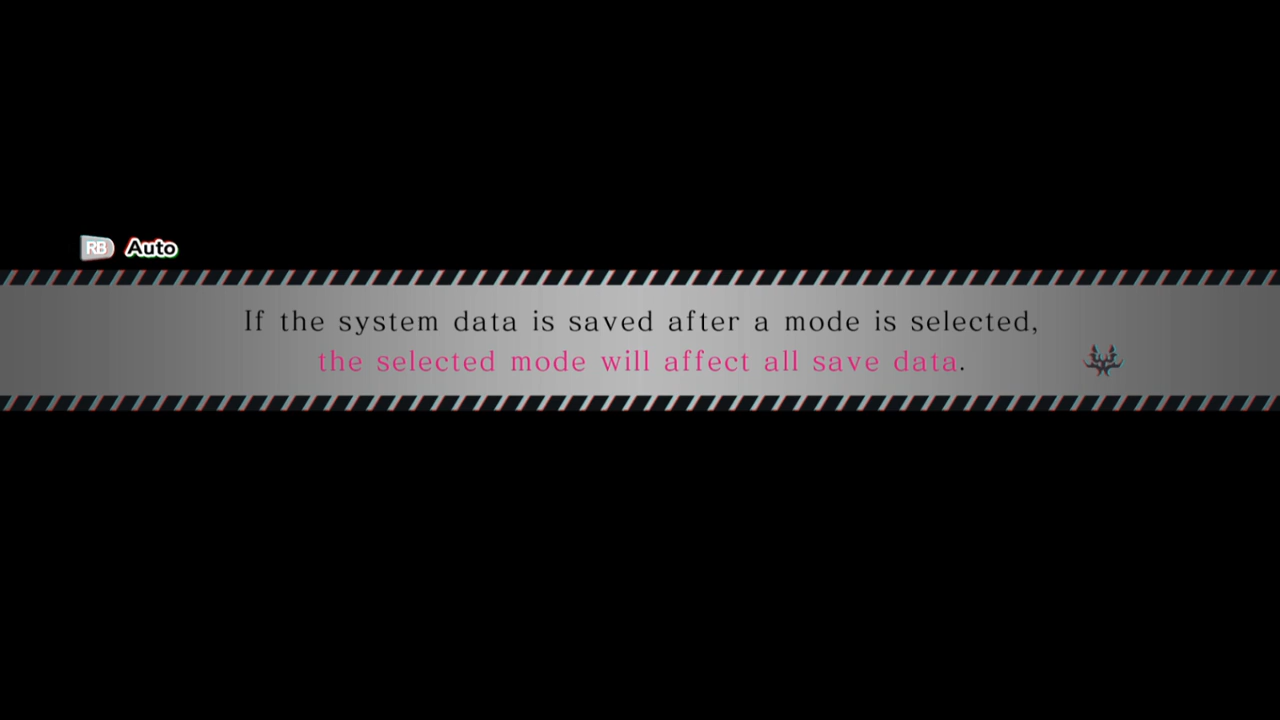 RB Auto
If the system data is saved after a mode is selected,
the selected mode will affect all save data.